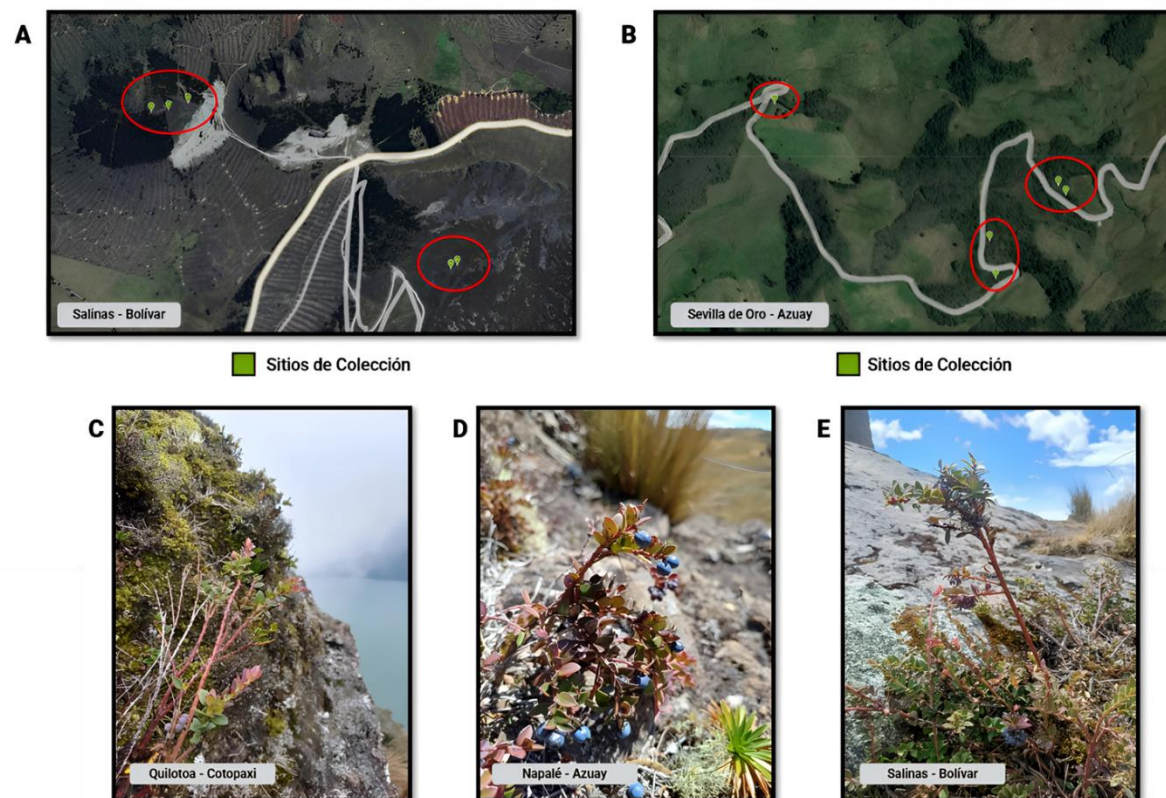 A
B
Salinas - Bolívar
Sevilla de Oro - Azuay
Sitios de Colección
Sitios de Colección
C
D
E
Quilotoa - Cotopaxi
Napalé - Azuay
Salinas - Bolívar